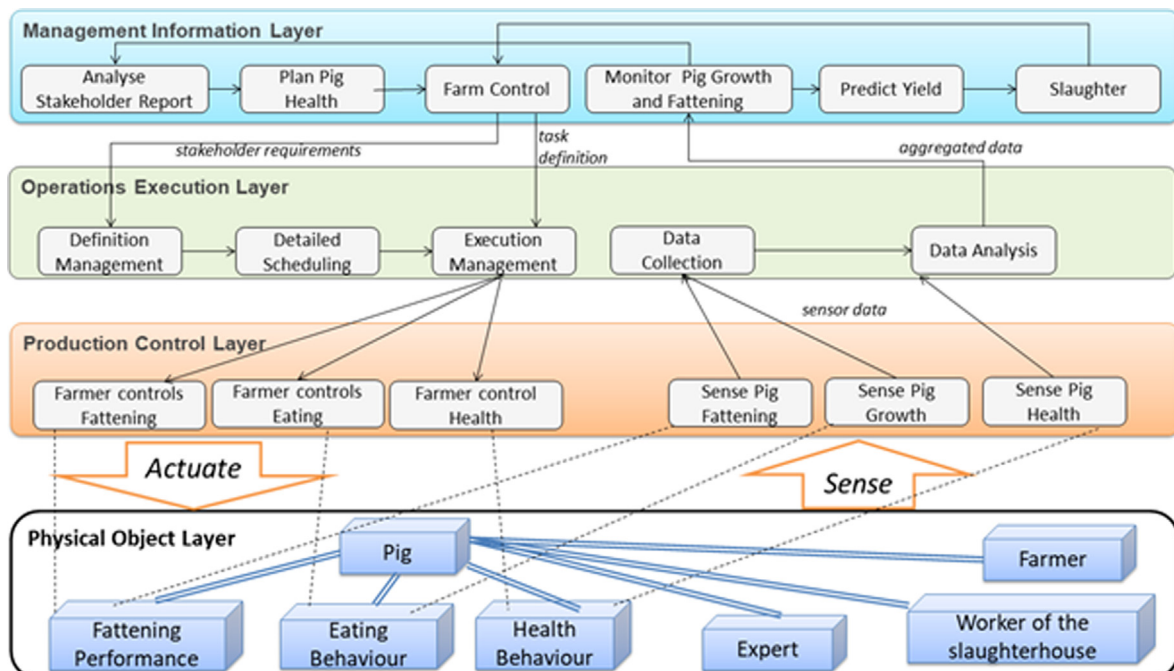 Management Information Layer
Analyse
Stakeholder Report
Plan Pig
Health
Farm Control
Monitor Pig Growth
and Fattening
Predict Yield
Slaughter
stakeholder requirements
task
definition
aggregated data
Operations Execution Layer
Definition
Management
Detailed
Scheduling
Execution
Management
Data
Collection
Data Analysis
sensor data
Production Control Layer
Farmer controls
Fattening
Farmer controls
Eating
Farmer control
Health
Sense Pig
Fattening
Sense Pig
Growth
Sense Pig
Health
Actuate
Sense
Physical Object Layer
Pig
Farmer
Fattening
Performance
Eating
Behaviour
Health
Behaviour
Expert
Worker of the
slaughterhouse